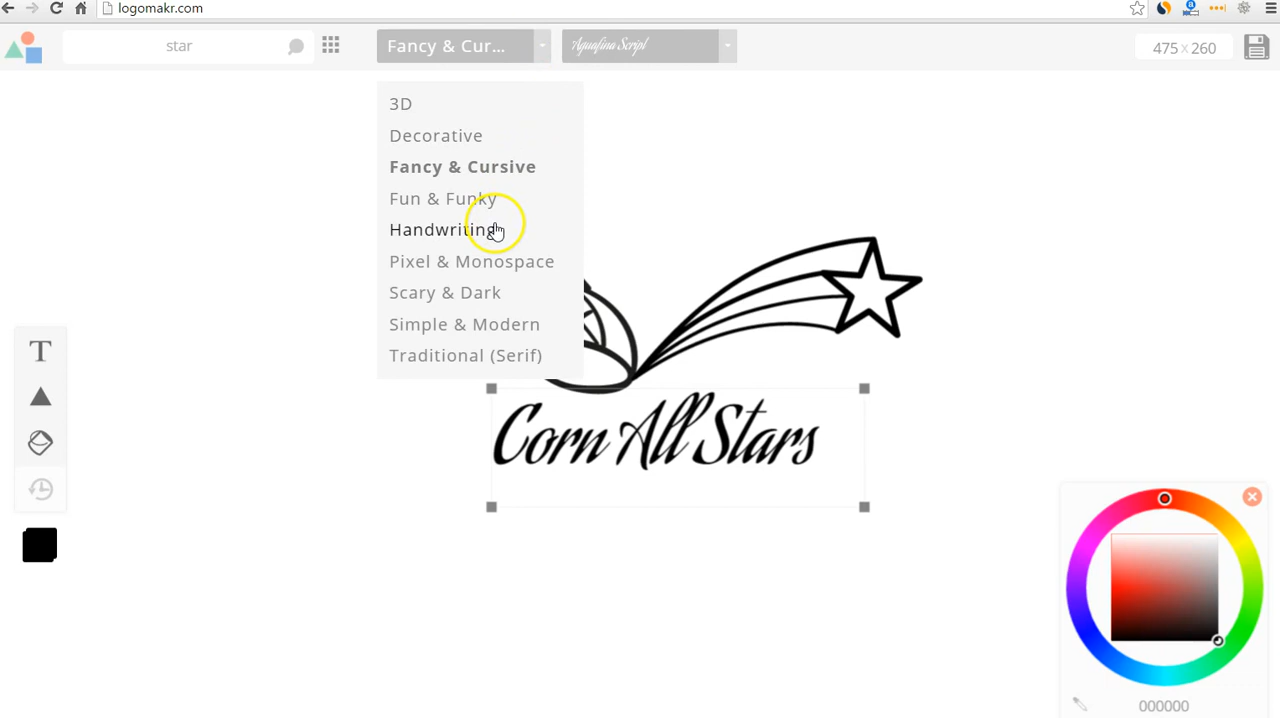 logomakr.com
star
Fancy & Cur...
Aguafina Script
475 x 260
3D
Decorative
Fancy & Cursive
Fun & Funky
Handwriting
Pixel & Monospace
Scary & Dark
Simple & Modern
Traditional (Serif)
T
Corn All Stars
000000